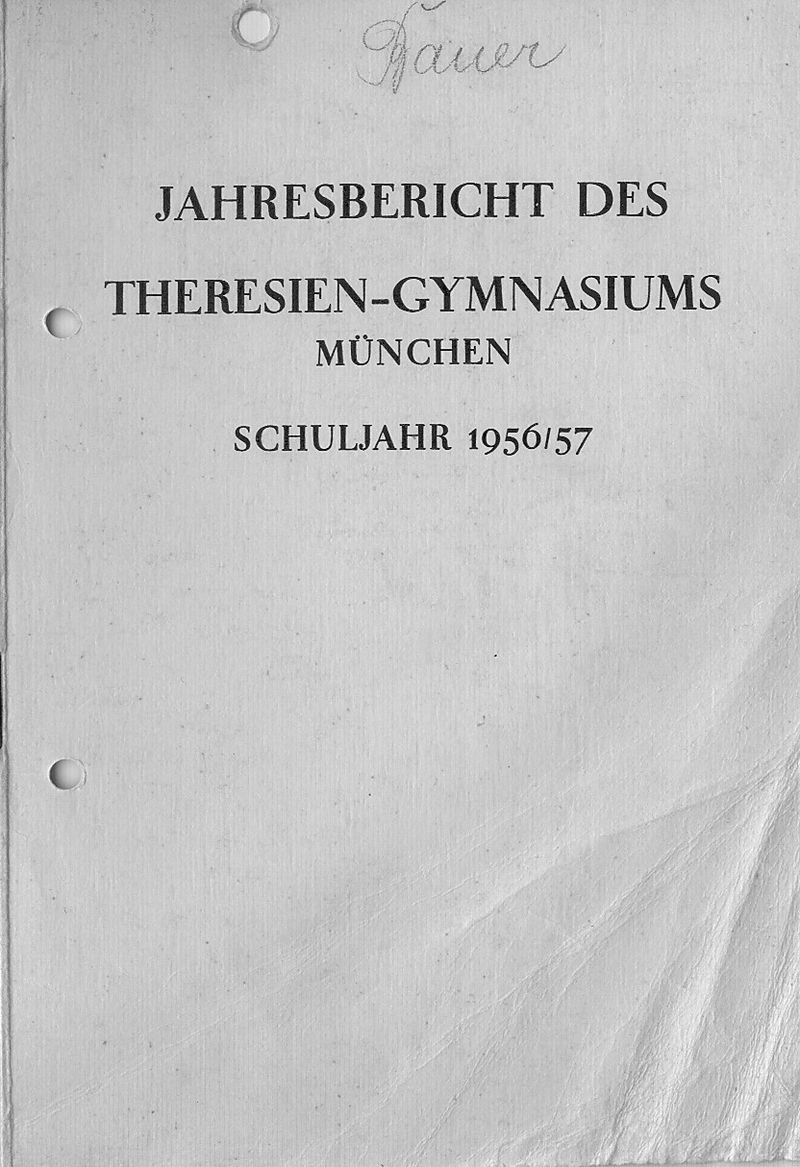 Bauer
JAHRESBERICHT DES
THERESIEN-GYMNASIUMS
MÜNCHEN
SCHULJAHR 1956/57